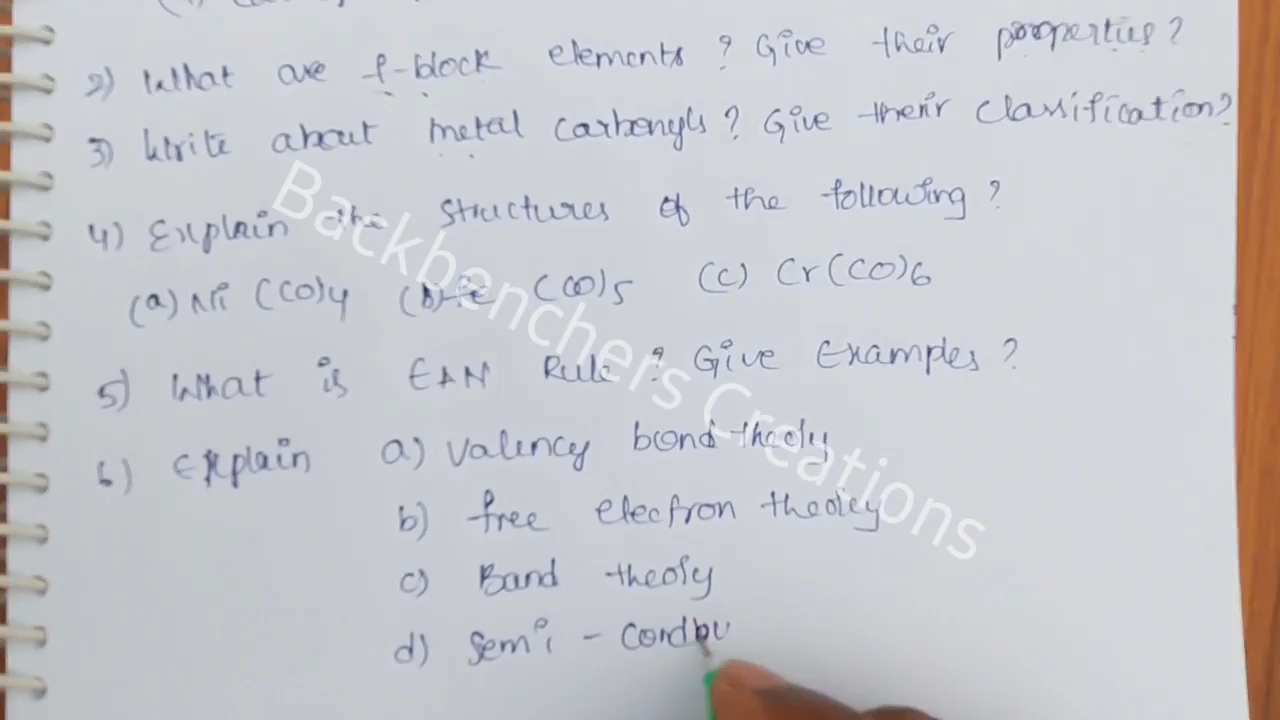 2) What are f-block elements ? Give their properties ?
3) Write about metal carbonyls ? Give their classification ?
4) Explain the structures of the following ?
(a) Ni (CO)4 (b) Fe (CO)5 (c) Cr(CO)6
5) What is EAN Rule ? Give Examples ?
6) Explain a) Valency bond theory
b) free electron theory
c) Band theory
d) Semi - Condu
Backbenchers Creations